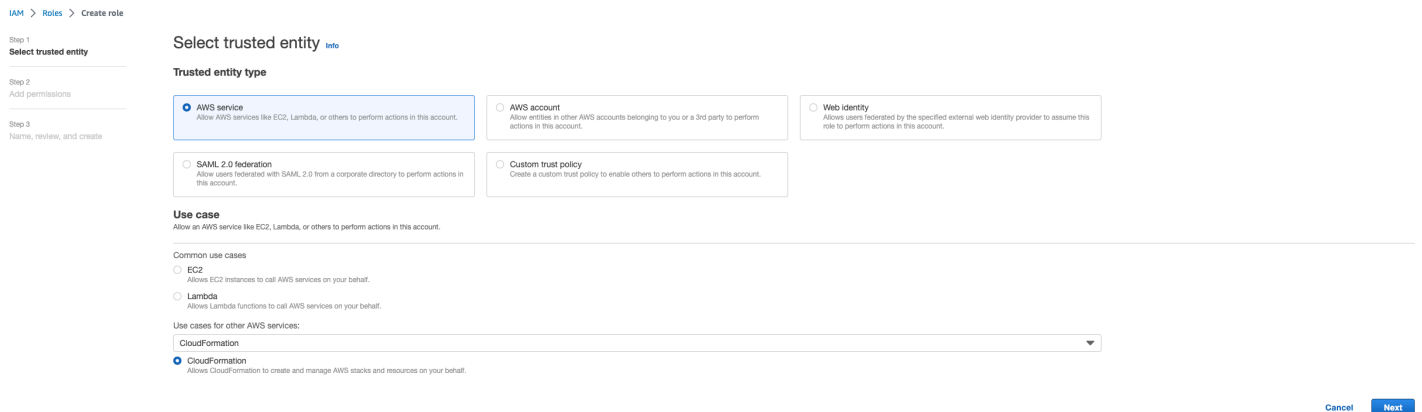 IAM > Roles > Create role
Step 1
Select trusted entity
Step 2
Add permissions
Step 3
Name, review, and create
Select trusted entity Info
Trusted entity type
AWS service
Allow AWS services like EC2, Lambda, or others to perform actions in this account.
AWS account
Allow entities in other AWS accounts belonging to you or a 3rd party to perform
actions in this account.
Web identity
Allows users federated by the specified external web identity provider to assume this
role to perform actions in this account.
SAML 2.0 federation
Allow users federated with SAML 2.0 from a corporate directory to perform actions in
this account.
Custom trust policy
Create a custom trust policy to enable others to perform actions in this account.
Use case
Allow an AWS service like EC2, Lambda, or others to perform actions in this account.
Common use cases
EC2
Allows EC2 instances to call AWS services on your behalf.
Lambda
Allows Lambda functions to call AWS services on your behalf.
Use cases for other AWS services:
CloudFormation
CloudFormation
Allows CloudFormation to create and manage AWS stacks and resources on your behalf.
Cancel Next